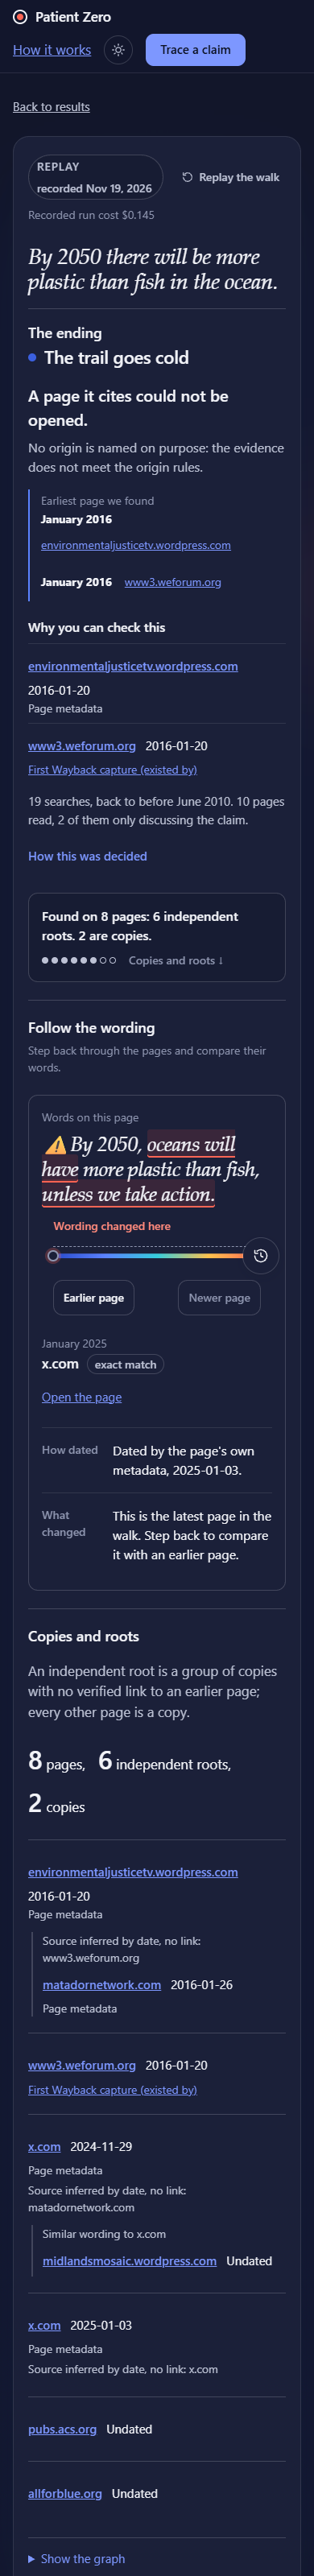 Patient Zero
How it works
Trace a claim
Back to results
REPLAY
recorded Nov 19, 2026
Replay the walk
Recorded run cost $0.145
By 2050 there will be more
plastic than fish in the ocean.
The ending
The trail goes cold
A page it cites could not be
opened.
No origin is named on purpose: the evidence
does not meet the origin rules.
Earliest page we found
January 2016
environmentaljusticetv.wordpress.com
January 2016 www3.weforum.org
Why you can check this
environmentaljusticetv.wordpress.com
2016-01-20
Page metadata
www3.weforum.org 2016-01-20
First Wayback capture (existed by)
19 searches, back to before June 2010. 10 pages
read, 2 of them only discussing the claim.
How this was decided
Found on 8 pages: 6 independent
roots. 2 are copies.
Copies and roots ↓
Follow the wording
Step back through the pages and compare their
words.
Words on this page
⚠️ By 2050, oceans will
have more plastic than fish,
unless we take action.
Wording changed here
Earlier page
Newer page
January 2025
x.com exact match
Open the page
How dated
Dated by the page's own
metadata, 2025-01-03.
What
changed
This is the latest page in the
walk. Step back to compare
it with an earlier page.
Copies and roots
An independent root is a group of copies
with no verified link to an earlier page;
every other page is a copy.
8 pages, 6 independent roots,
2 copies
environmentaljusticetv.wordpress.com
2016-01-20
Page metadata
Source inferred by date, no link:
www3.weforum.org
matadornetwork.com 2016-01-26
Page metadata
www3.weforum.org 2016-01-20
First Wayback capture (existed by)
x.com 2024-11-29
Page metadata
Source inferred by date, no link:
matadornetwork.com
Similar wording to x.com
midlandsmosaic.wordpress.com Undated
x.com 2025-01-03
Page metadata
Source inferred by date, no link: x.com
pubs.acs.org Undated
allforblue.org Undated
▶ Show the graph